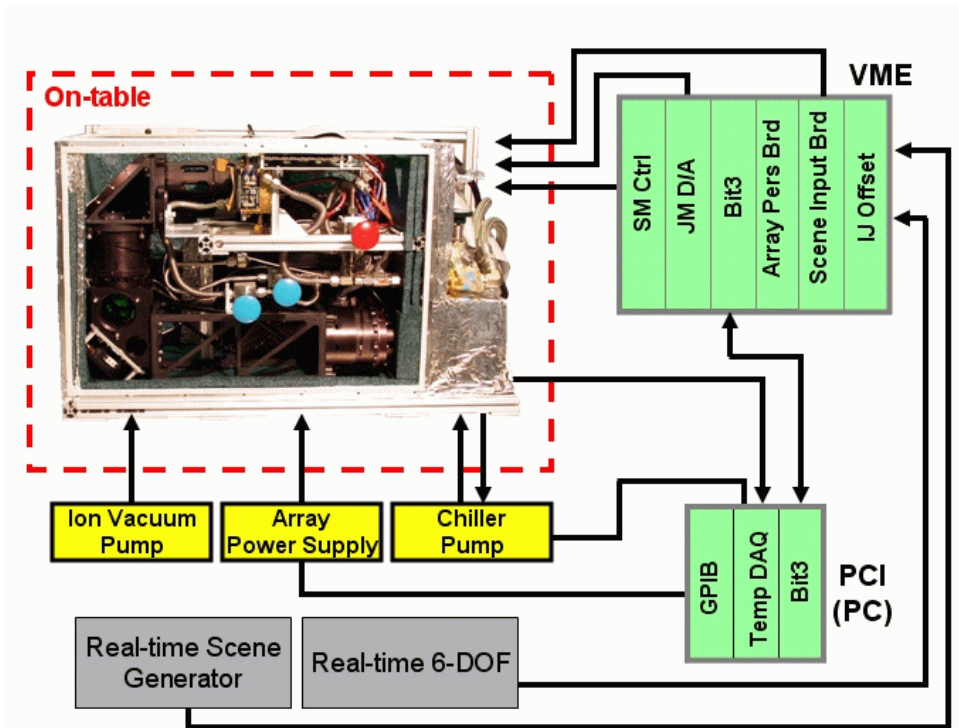 On-table
VME
SM Ctrl
JM D/A
Bit3
Array Pers Brd
Scene Input Brd
IJ Offset
Ion Vacuum
Pump
Array
Power Supply
Chiller
Pump
GPIB
Temp DAQ
Bit3
PCI
(PC)
Real-time Scene
Generator
Real-time 6-DOF